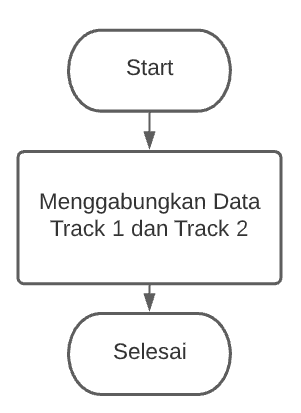 Start
Menggabungkan Data
Track 1 dan Track 2
Selesai